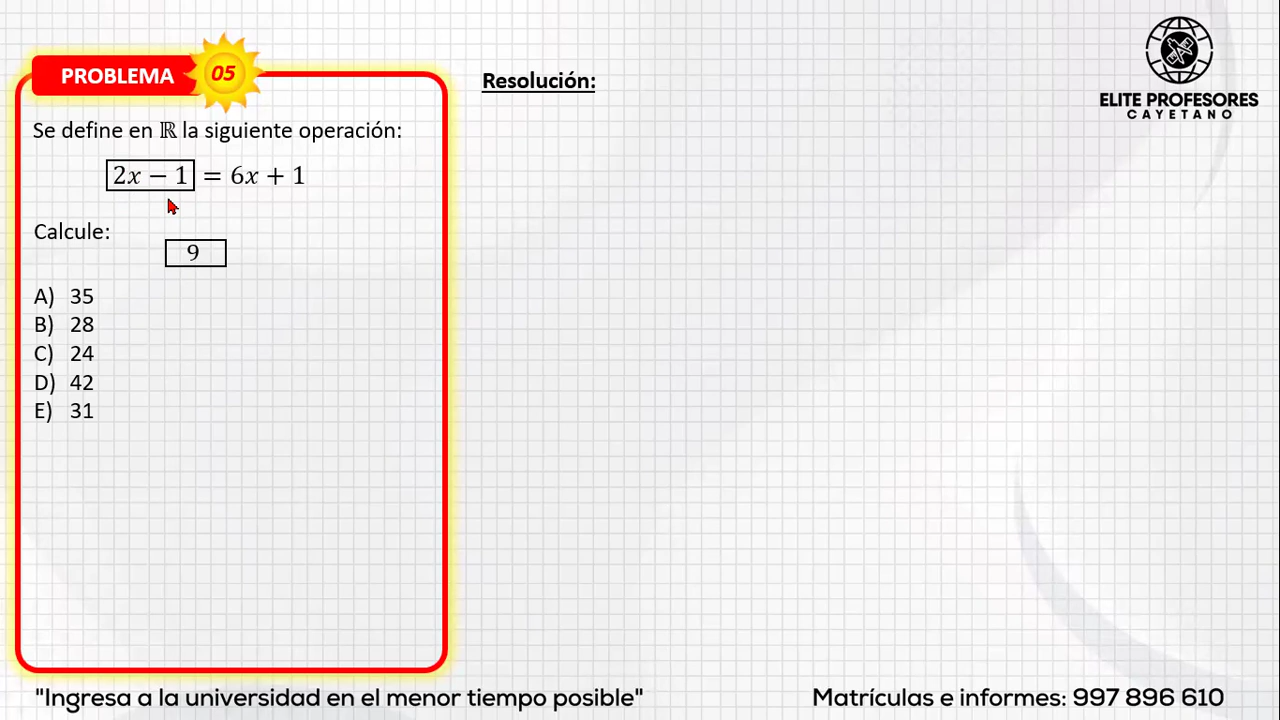 PROBLEMA 05
Se define en ℝ la siguiente operación:
2x − 1 = 6x + 1
Calcule:
9
A) 35
B) 28
C) 24
D) 42
E) 31
Resolución:
ELITE PROFESORES
CAYETANO
"Ingresa a la universidad en el menor tiempo posible"
Matrículas e informes: 997 896 610